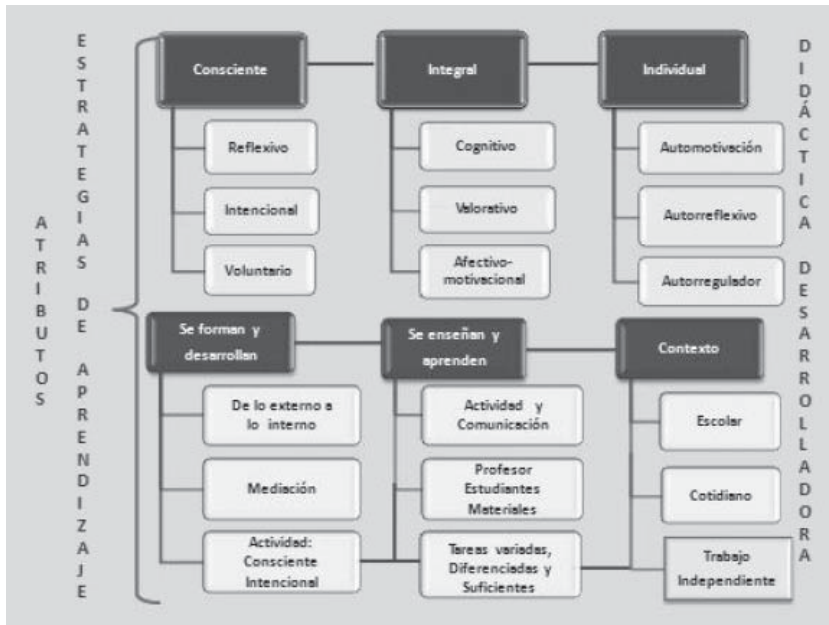 ATRIBUTOS
ESTRATEGIAS DE APRENDIZAJE
Consciente
Reflexivo
Intencional
Voluntario
Integral
Cognitivo
Valorativo
Afectivo-
motivacional
Individual
Automotivación
Autorreflexivo
Autorregulador
Se forman y
desarrollan
De lo externo a
lo interno
Mediación
Actividad:
Consciente
Intencional
Se enseñan y
aprenden
Actividad y
Comunicación
Profesor
Estudiantes
Materiales
Tareas variadas,
Diferenciadas y
Suficientes
Contexto
Escolar
Cotidiano
Trabajo
Independiente
DIDÁCTICA DESARROLLADORA